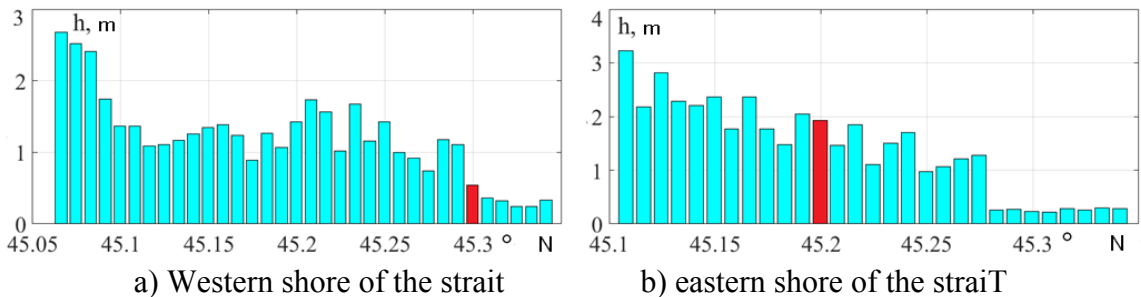 3
h, m
2
1
0
45.05 45.1 45.15 45.2 45.25 45.3 ° N
a) Western shore of the strait
4
h, m
3
2
1
0
45.1 45.15 45.2 45.25 45.3 ° N
b) eastern shore of the straiT